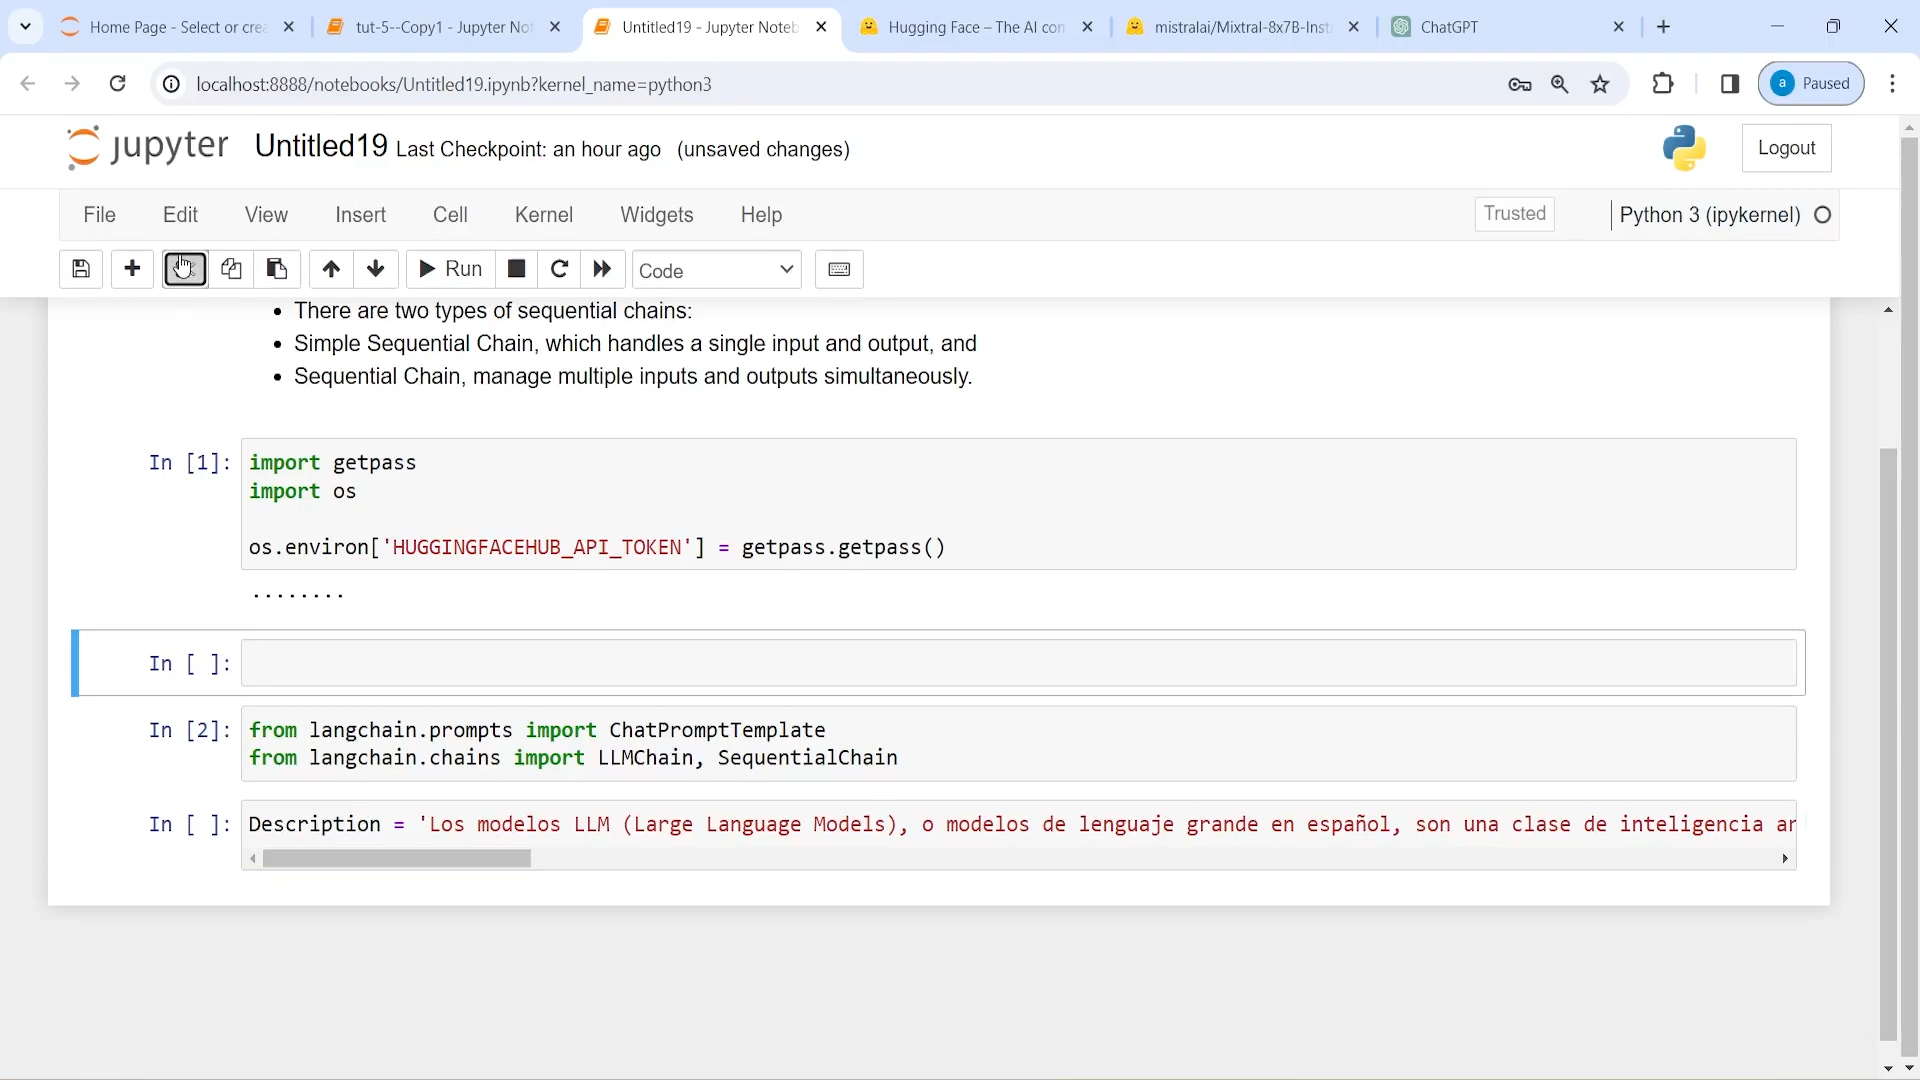 Home Page - Select or crea
tut-5--Copy1 - Jupyter Not
Untitled19 - Jupyter Noteb
Hugging Face – The AI con
mistralai/Mixtral-8x7B-Inst
ChatGPT
localhost:8888/notebooks/Untitled19.ipynb?kernel_name=python3
a Paused
jupyter Untitled19 Last Checkpoint: an hour ago (unsaved changes)
Logout
File Edit View Insert Cell Kernel Widgets Help
Trusted
Python 3 (ipykernel)
Run
Code
• There are two types of sequential chains:
• Simple Sequential Chain, which handles a single input and output, and
• Sequential Chain, manage multiple inputs and outputs simultaneously.
In [1]: import getpass
import os
os.environ['HUGGINGFACEHUB_API_TOKEN'] = getpass.getpass()
........
In [ ]:
In [2]: from langchain.prompts import ChatPromptTemplate
from langchain.chains import LLMChain, SequentialChain
In [ ]: Description = 'Los modelos LLM (Large Language Models), o modelos de lenguaje grande en español, son una clase de inteligencia ar